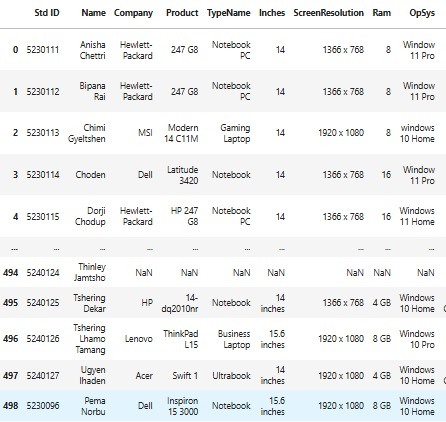 Std ID Name Company Product TypeName Inches ScreenResolution Ram OpSys
0 5230111 Anisha Chettri Hewlett-Packard 247 G8 Notebook PC 14 1366 x 768 8 Window 11 Pro
1 5230112 Bipana Rai Hewlett-Packard 247 G8 Notebook PC 14 1366 x 768 8 Window 11 Pro
2 5230113 Chimi Gyeltshen MSI Modern 14 C11M Gaming Laptop 14 1920 x 1080 8 windows 10 Home
3 5230114 Choden Dell Latitude 3420 Notebook 14 1366 x 768 16 Window 11 Pro
4 5230115 Dorji Chodup Hewlett-Packard HP 247 G8 Notebook PC 14 1366 x 768 16 Windows 11 Home
... ... ... ... ... ... ... ... ... ...
494 5240124 Thinley Jamtsho NaN NaN NaN NaN NaN NaN NaN
495 5240125 Tshering Dekar HP 14-dq2010nr Notebook 14 inches 1366 x 768 4 GB Windows 10 Home
496 5240126 Tshering Lhamo Tamang Lenovo ThinkPad L15 Business Laptop 15.6 inches 1920 x 1080 8 GB Windows 10 Pro
497 5240127 Ugyen Ihaden Acer Swift 1 Ultrabook 14 inches 1920 x 1080 4 GB Windows 10 Home
498 5230096 Pema Norbu Dell Inspiron 15 3000 Notebook 15.6 inches 1920 x 1080 8 GB Windows 10 Home